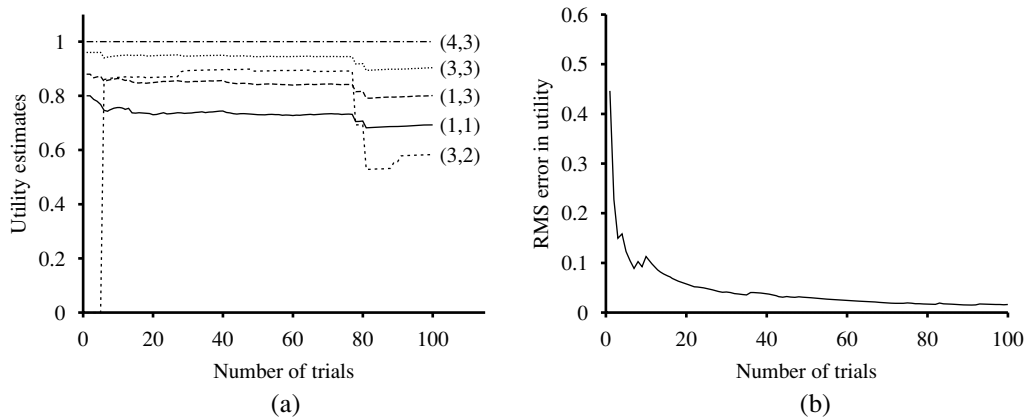 Utility estimates
1
0.8
0.6
0.4
0.2
0
0 20 40 60 80 100
Number of trials
(4,3)
(3,3)
(1,3)
(1,1)
(3,2)
(a)
RMS error in utility
0.6
0.5
0.4
0.3
0.2
0.1
0
0 20 40 60 80 100
Number of trials
(b)